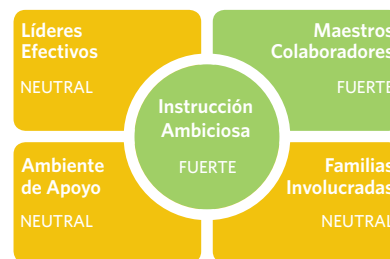 Líderes
Efectivos
NEUTRAL
Maestros
Colaboradores
FUERTE
Instrucción
Ambiciosa
FUERTE
Ambiente
de Apoyo
NEUTRAL
Familias
Involucradas
NEUTRAL